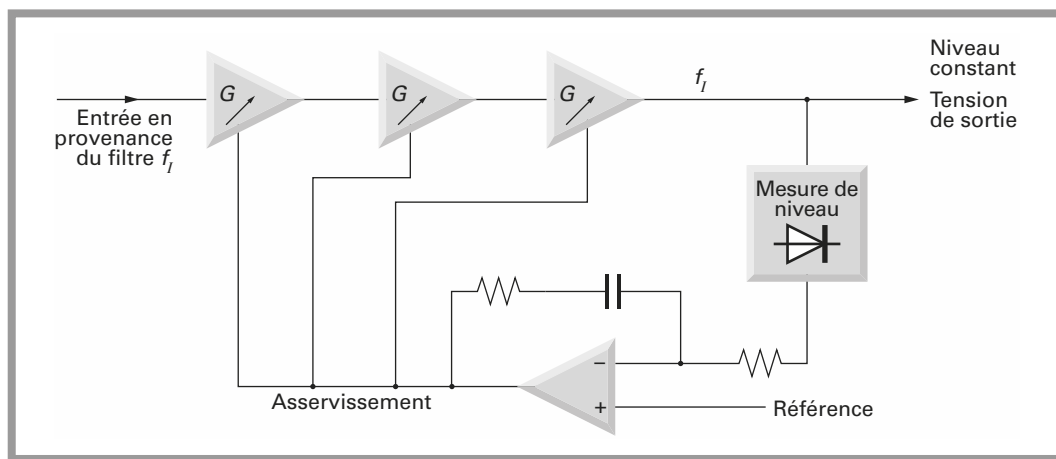 G
G
G
f_I
Niveau
constant
Tension
de sortie
Entrée en
provenance
du filtre f_I
Mesure de
niveau
–
+
Asservissement
Référence